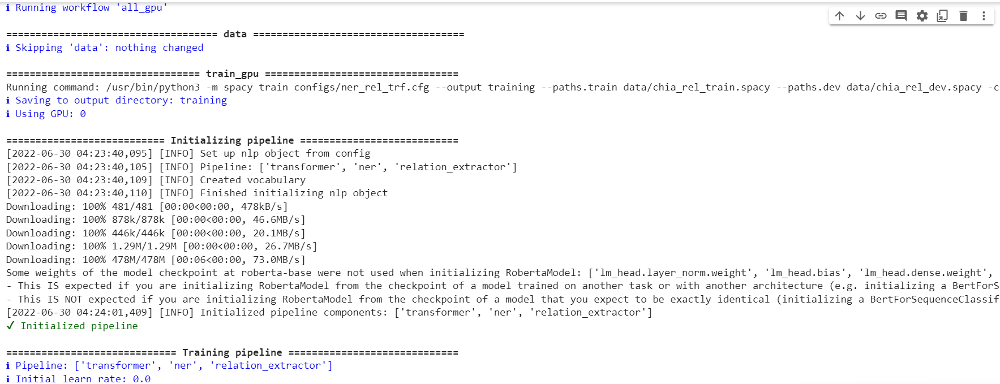 ℹ Running workflow 'all_gpu'
==================================== data ====================================
ℹ Skipping 'data': nothing changed
================================= train_gpu =================================
Running command: /usr/bin/python3 -m spacy train configs/ner_rel_trf.cfg --output training --paths.train data/chia_rel_train.spacy --paths.dev data/chia_rel_dev.spacy -c
ℹ Saving to output directory: training
ℹ Using GPU: 0
=========================== Initializing pipeline ===========================
[2022-06-30 04:23:40,095] [INFO] Set up nlp object from config
[2022-06-30 04:23:40,105] [INFO] Pipeline: ['transformer', 'ner', 'relation_extractor']
[2022-06-30 04:23:40,109] [INFO] Created vocabulary
[2022-06-30 04:23:40,110] [INFO] Finished initializing nlp object
Downloading: 100% 481/481 [00:00<00:00, 478kB/s]
Downloading: 100% 878k/878k [00:00<00:00, 46.6MB/s]
Downloading: 100% 446k/446k [00:00<00:00, 20.1MB/s]
Downloading: 100% 1.29M/1.29M [00:00<00:00, 26.7MB/s]
Downloading: 100% 478M/478M [00:06<00:00, 73.0MB/s]
Some weights of the model checkpoint at roberta-base were not used when initializing RobertaModel: ['lm_head.layer_norm.weight', 'lm_head.bias', 'lm_head.dense.weight',
- This IS expected if you are initializing RobertaModel from the checkpoint of a model trained on another task or with another architecture (e.g. initializing a BertForS
- This IS NOT expected if you are initializing RobertaModel from the checkpoint of a model that you expect to be exactly identical (initializing a BertForSequenceClassif
[2022-06-30 04:24:01,409] [INFO] Initialized pipeline components: ['transformer', 'ner', 'relation_extractor']
✔ Initialized pipeline
============================= Training pipeline =============================
ℹ Pipeline: ['transformer', 'ner', 'relation_extractor']
ℹ Initial learn rate: 0.0